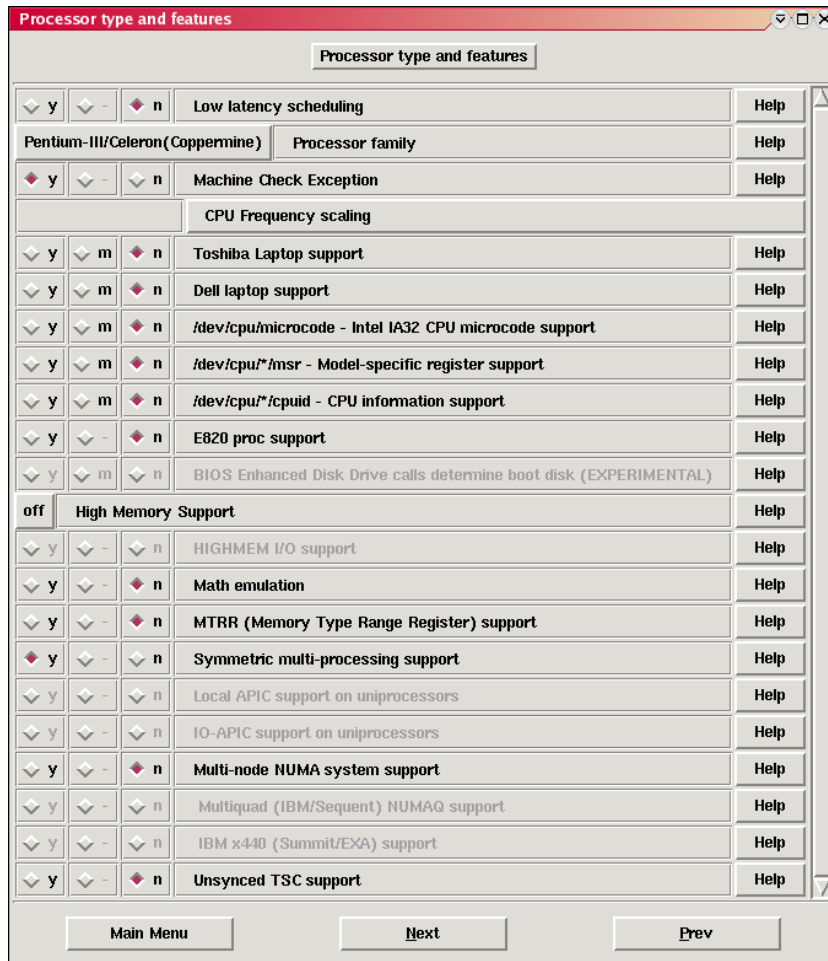 Processor type and features
Processor type and features
y - n Low latency scheduling Help
Pentium-III/Celeron(Coppermine) Processor family Help
y - n Machine Check Exception Help
CPU Frequency scaling
y m n Toshiba Laptop support Help
y m n Dell laptop support Help
y m n /dev/cpu/microcode - Intel IA32 CPU microcode support Help
y m n /dev/cpu/*/msr - Model-specific register support Help
y m n /dev/cpu/*/cpuid - CPU information support Help
y - n E820 proc support Help
y m n BIOS Enhanced Disk Drive calls determine boot disk (EXPERIMENTAL) Help
off High Memory Support Help
y - n HIGHMEM I/O support Help
y - n Math emulation Help
y - n MTRR (Memory Type Range Register) support Help
y - n Symmetric multi-processing support Help
y - n Local APIC support on uniprocessors Help
y - n IO-APIC support on uniprocessors Help
y - n Multi-node NUMA system support Help
y - n Multiquad (IBM/Sequent) NUMAQ support Help
y - n IBM x440 (Summit/EXA) support Help
y - n Unsynced TSC support Help
Main Menu Next Prev